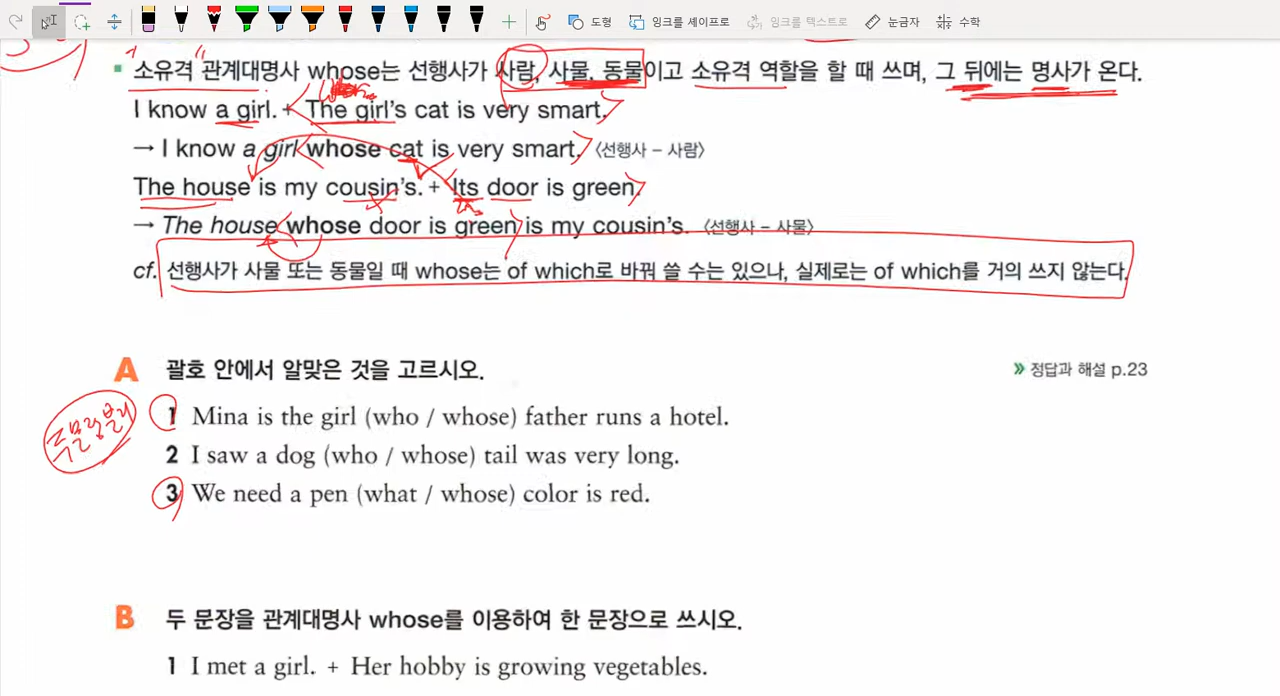 도형 잉크를 셰이프로 잉크를 텍스트로 눈금자 수학
소유격 관계대명사 whose는 선행사가 사람, 사물, 동물이고 소유격 역할을 할 때 쓰며, 그 뒤에는 명사가 온다.
I know a girl. + The girl's cat is very smart.
→ I know a girl whose cat is very smart. 〈선행사 – 사람〉
The house is my cousin's. + Its door is green.
→ The house whose door is green is my cousin's. 〈선행사 – 사물〉
cf. 선행사가 사물 또는 동물일 때 whose는 of which로 바꿔 쓸 수는 있으나, 실제로는 of which를 거의 쓰지 않는다.
A 괄호 안에서 알맞은 것을 고르시오. 정답과 해설 p.23
1 Mina is the girl (who / whose) father runs a hotel.
2 I saw a dog (who / whose) tail was very long.
3 We need a pen (what / whose) color is red.
B 두 문장을 관계대명사 whose를 이용하여 한 문장으로 쓰시오.
1 I met a girl. + Her hobby is growing vegetables.